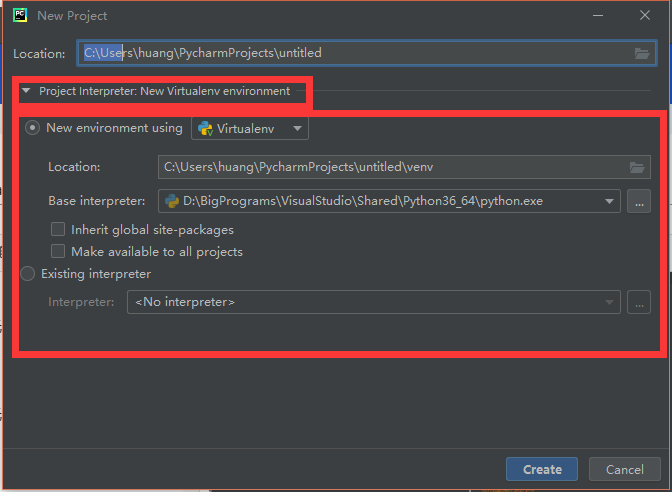 PC
New Project
Location: C:\Users\huang\PycharmProjects\untitled
Project Interpreter: New Virtualenv environment
New environment using Virtualenv
Location: C:\Users\huang\PycharmProjects\untitled\venv
Base interpreter: D:\BigPrograms\VisualStudio\Shared\Python36_64\python.exe ...
Inherit global site-packages
Make available to all projects
Existing interpreter
Interpreter: <No interpreter> ...
Create Cancel